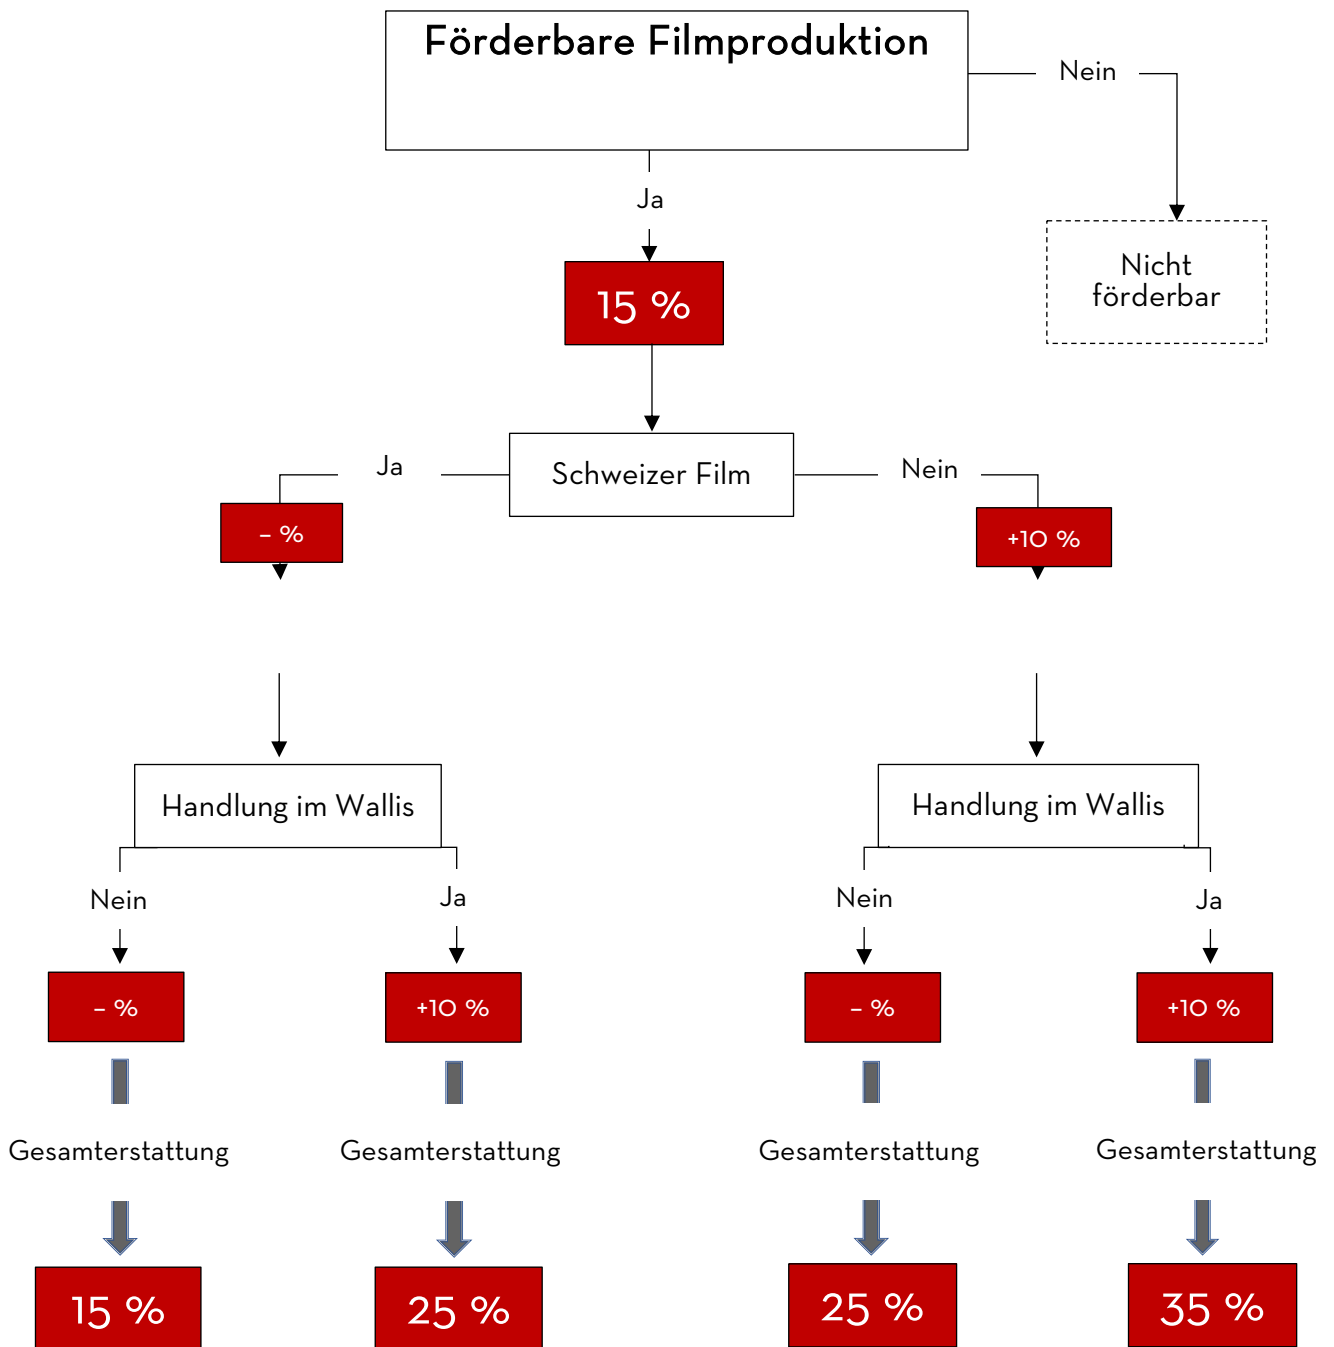 Förderbare Filmproduktion
Nein
Ja
Nicht
förderbar
15 %
Ja
Schweizer Film
Nein
– %
+10 %
Handlung im Wallis
Handlung im Wallis
Nein
Ja
Nein
Ja
– %
+10 %
– %
+10 %
Gesamterstattung
Gesamterstattung
Gesamterstattung
Gesamterstattung
15 %
25 %
25 %
35 %